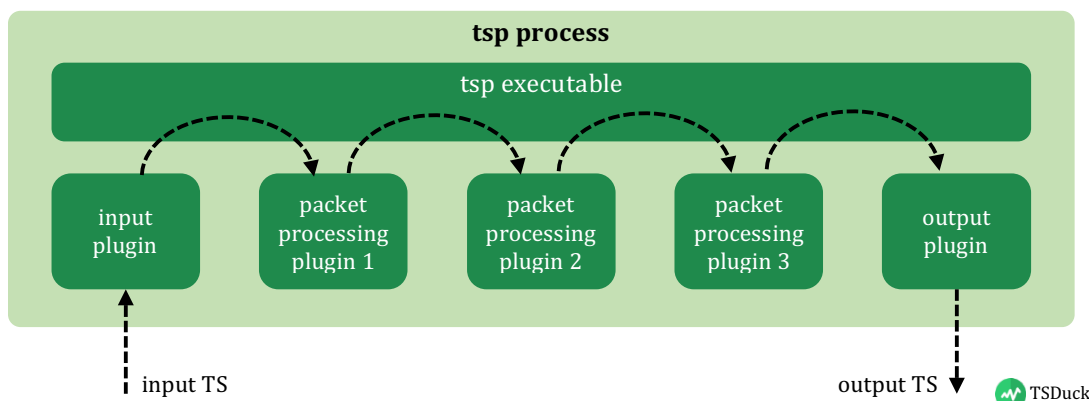 tsp process
tsp executable
input
plugin
packet
processing
plugin 1
packet
processing
plugin 2
packet
processing
plugin 3
output
plugin
input TS
output TS
TSDuck